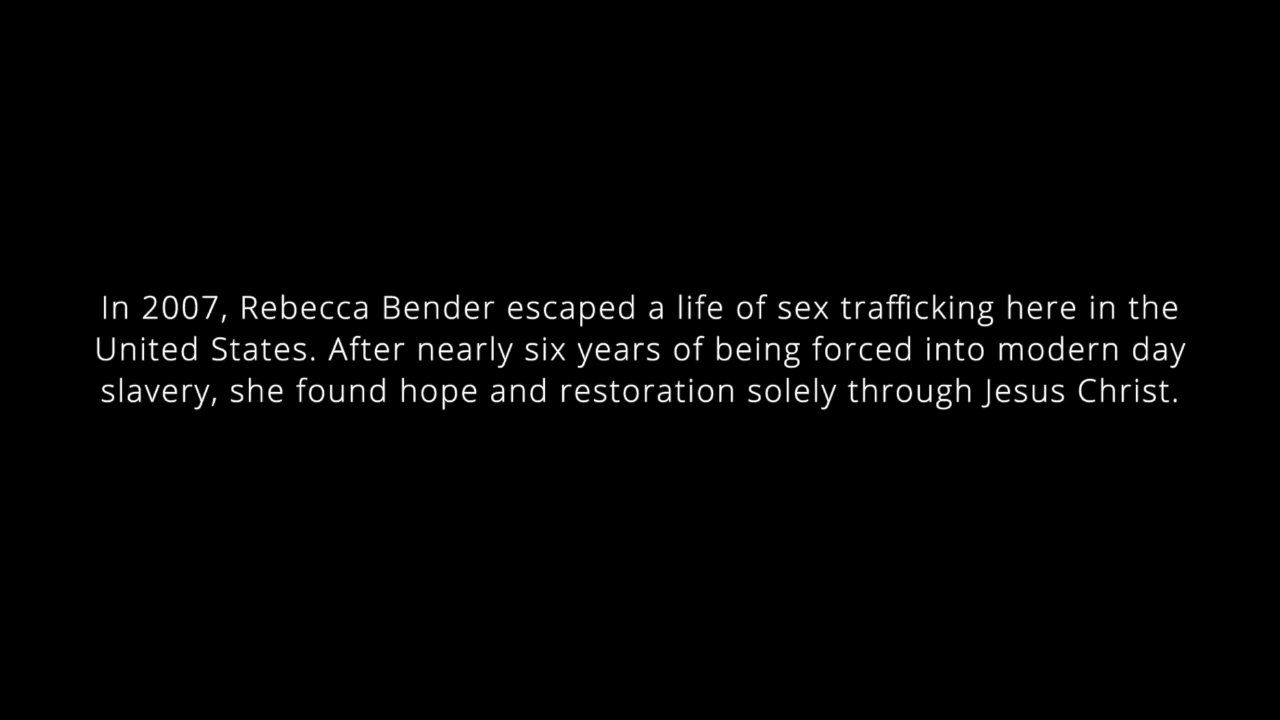 In 2007, Rebecca Bender escaped a life of sex trafficking here in the
United States. After nearly six years of being forced into modern day
slavery, she found hope and restoration solely through Jesus Christ.